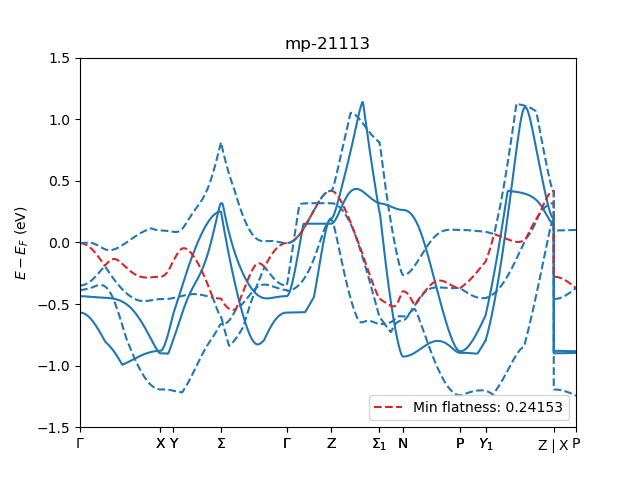 mp-21113
E − E_F (eV)
1.5
1.0
0.5
0.0
−0.5
−1.0
−1.5
Min flatness: 0.24153
Γ X Y Σ Γ Z Σ₁ N P Y₁ Z | X P